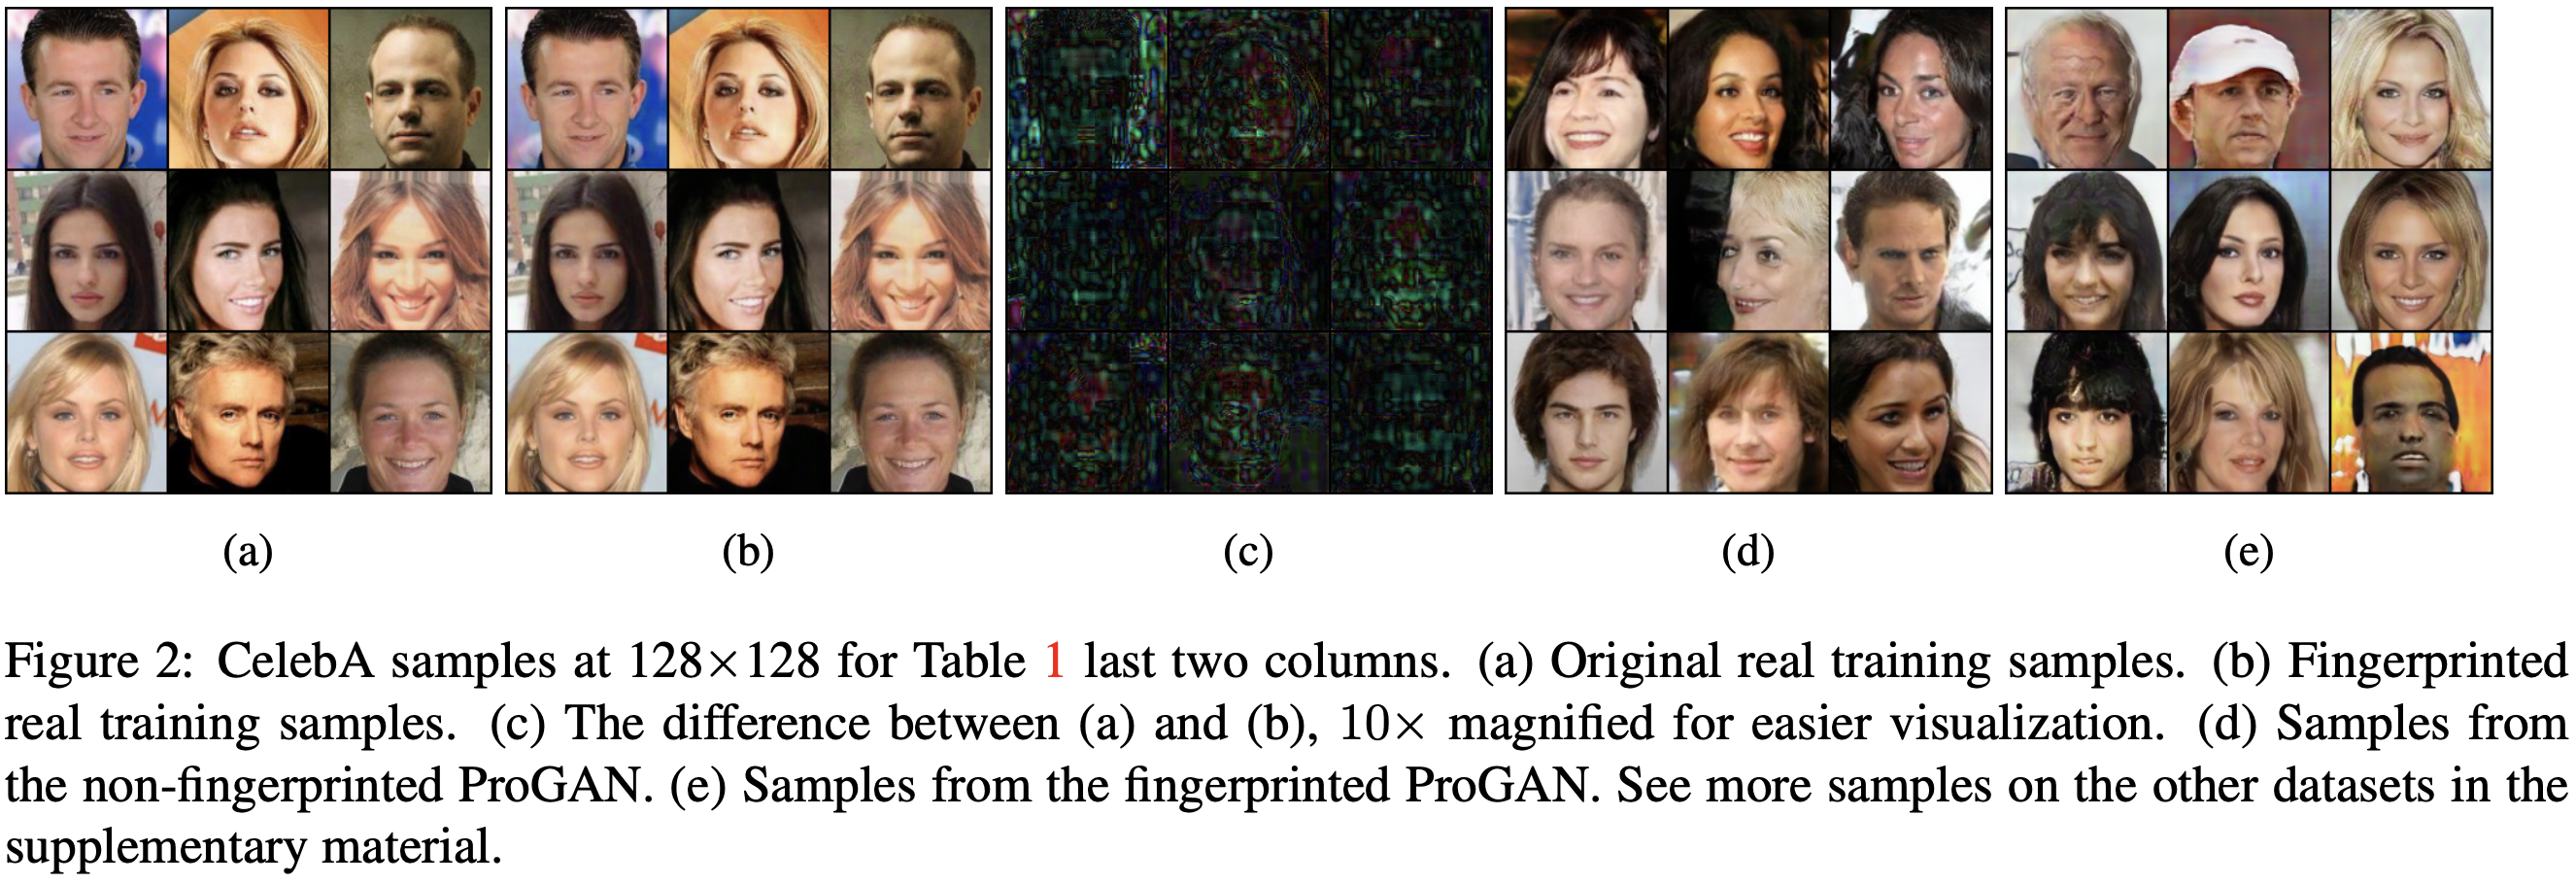 (a) (b) (c) (d) (e)
Figure 2: CelebA samples at 128×128 for Table 1 last two columns. (a) Original real training samples. (b) Fingerprinted
real training samples. (c) The difference between (a) and (b), 10× magnified for easier visualization. (d) Samples from
the non-fingerprinted ProGAN. (e) Samples from the fingerprinted ProGAN. See more samples on the other datasets in the
supplementary material.